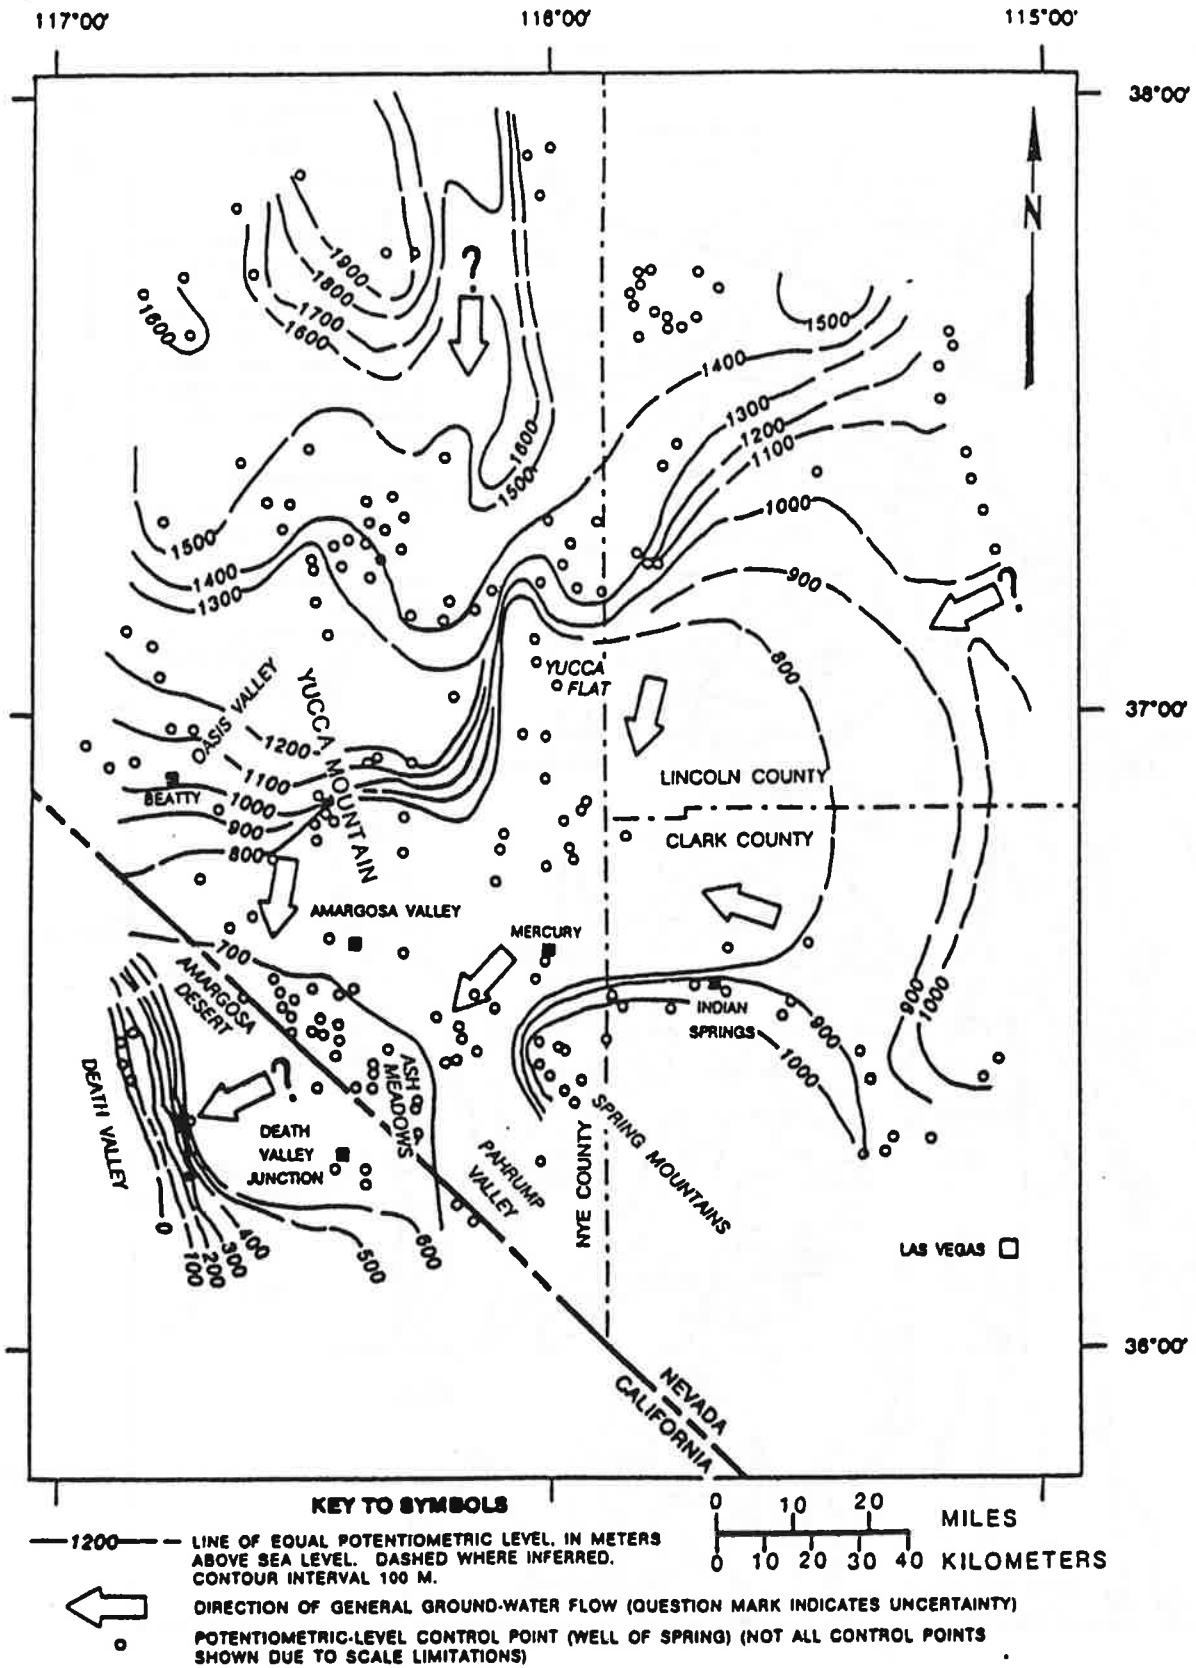 117°00'
116°00'
115°00'
38°00'
N
?
1900
1800
1700
1600
1600
1500
1400
1300
1200
1100
1600
1500
1000
1500
1400
1300
900
?
YUCCA
FLAT
800
OASIS VALLEY
YUCCA MOUNTAIN
37°00'
1200
1100
1000
900
800
BEATTY
LINCOLN COUNTY
CLARK COUNTY
AMARGOSA VALLEY
MERCURY
700
AMARGOSA
DESERT
INDIAN
SPRINGS
900
1000
900
1000
DEATH VALLEY
?
ASH
MEADOWS
DEATH
VALLEY
JUNCTION
PAHRUMP
VALLEY
NYE COUNTY
SPRING MOUNTAINS
0
100
200
300
400
500
600
LAS VEGAS
36°00'
NEVADA
CALIFORNIA
KEY TO SYMBOLS
1200
LINE OF EQUAL POTENTIOMETRIC LEVEL, IN METERS
ABOVE SEA LEVEL. DASHED WHERE INFERRED.
CONTOUR INTERVAL 100 M.
0 10 20
MILES
0 10 20 30 40 KILOMETERS
DIRECTION OF GENERAL GROUND-WATER FLOW (QUESTION MARK INDICATES UNCERTAINTY)
POTENTIOMETRIC-LEVEL CONTROL POINT (WELL OF SPRING) (NOT ALL CONTROL POINTS
SHOWN DUE TO SCALE LIMITATIONS)